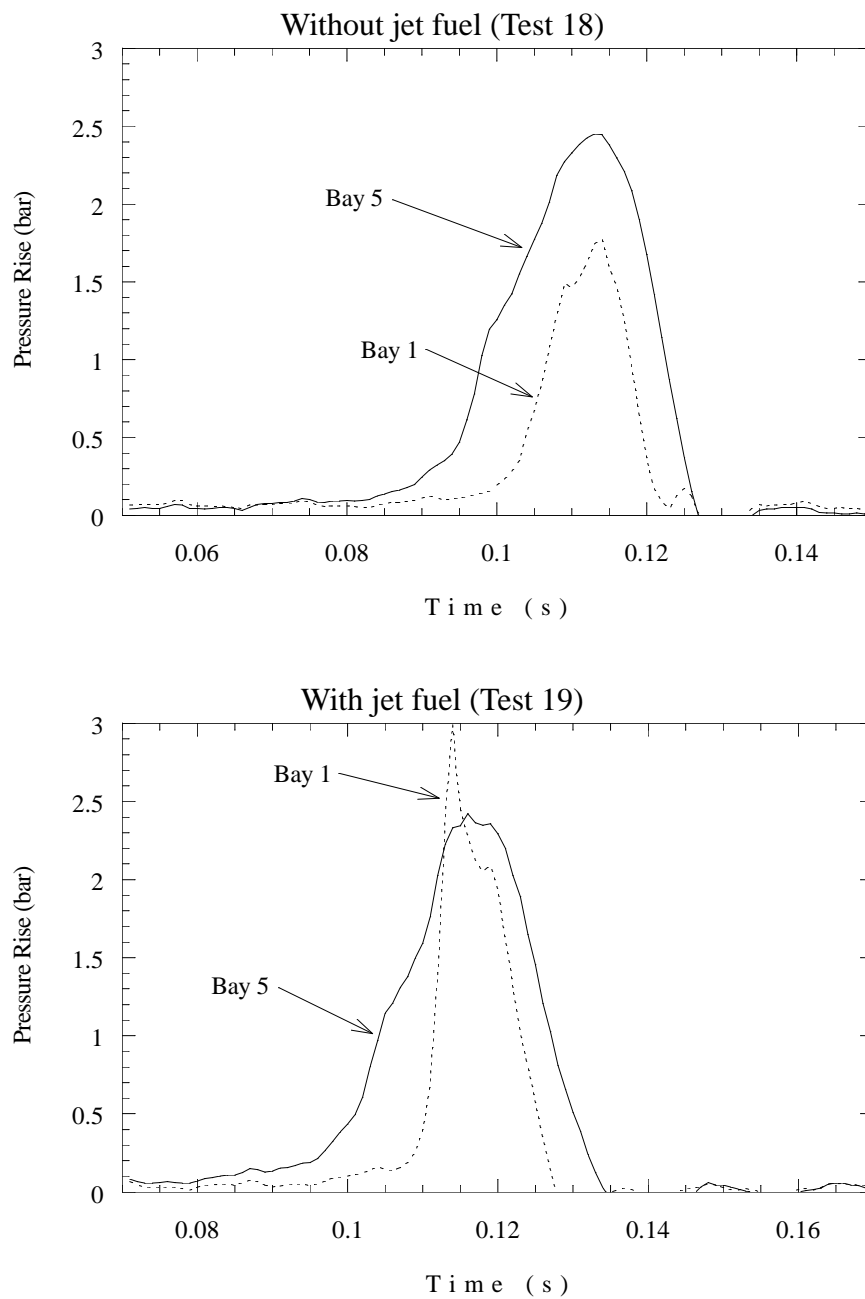 Without jet fuel (Test 18)
3
2.5
2
1.5
1
0.5
0
Pressure Rise (bar)
Bay 5
Bay 1
0.06 0.08 0.1 0.12 0.14
Time (s)
With jet fuel (Test 19)
3
2.5
2
1.5
1
0.5
0
Pressure Rise (bar)
Bay 1
Bay 5
0.08 0.1 0.12 0.14 0.16
Time (s)